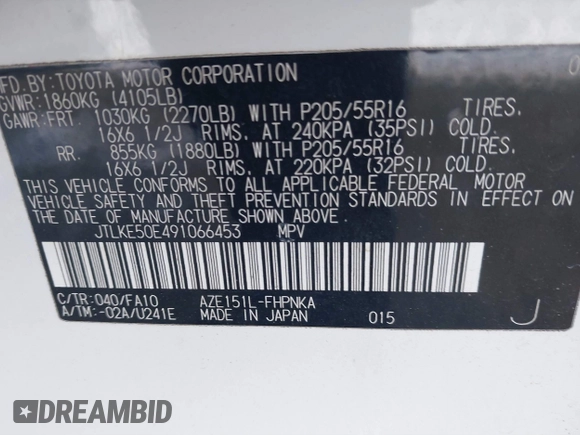 MFD.BY: TOYOTA MOTOR CORPORATION
GVWR: 1860KG (4105LB)
GAWR:FRT. 1030KG (2270LB) WITH P205/55R16 TIRES.
16X6 1/2J RIMS. AT 240KPA (35PSI) COLD.
RR. 855KG (1880LB) WITH P205/55R16 TIRES.
16X6 1/2J RIMS. AT 220KPA (32PSI) COLD.
THIS VEHICLE CONFORMS TO ALL APPLICABLE FEDERAL MOTOR
VEHICLE SAFETY AND THEFT PREVENTION STANDARDS IN EFFECT ON
THE DATE OF MANUFACTURE SHOWN ABOVE.
JTLKE50E491066453 MPV
C/TR: 040/FA10 AZE151L-FHPNKA
A/TM: -02A/U241E MADE IN JAPAN 015 J
DREAMBID